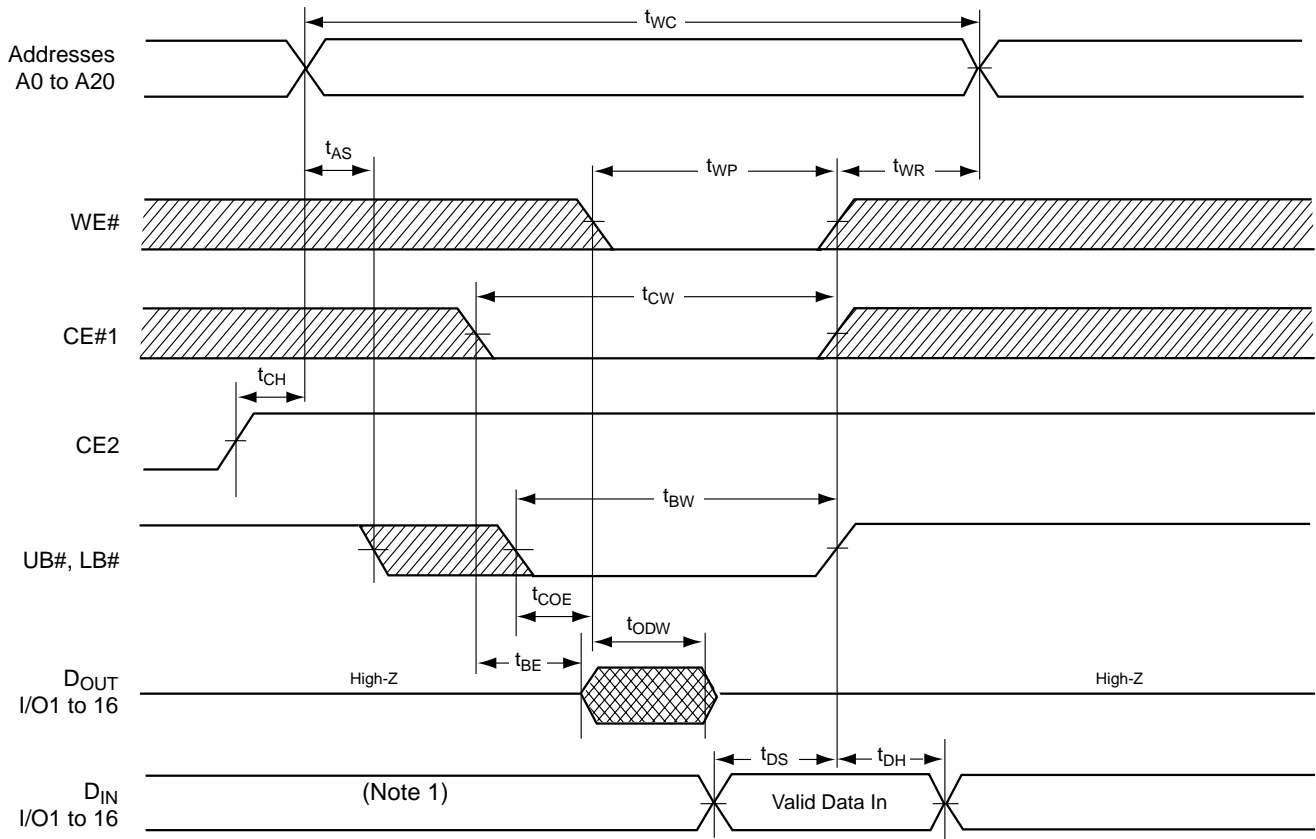 tWC
Addresses
A0 to A20
tAS
tWP
tWR
WE#
tCW
CE#1
tCH
CE2
tBW
UB#, LB#
tCOE
tODW
tBE
DOUT
I/O1 to 16
High-Z
High-Z
tDS
tDH
DIN
I/O1 to 16
(Note 1)
Valid Data In